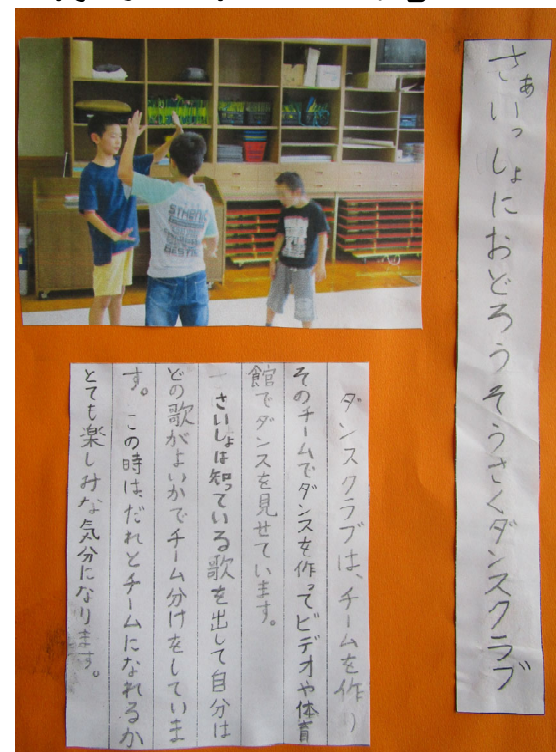 さぁいっしょにおどろうそうさくダンスクラブ
ダンスクラブは、チームを作り
そのチームでダンスを作ってビデオや体育
館でダンスを見せています。
さいしょは知っている歌を出して自分は
どの歌がよいかでチーム分けをしていま
す。この時は、だれとチームになれるか
とても楽しみな気分になります。